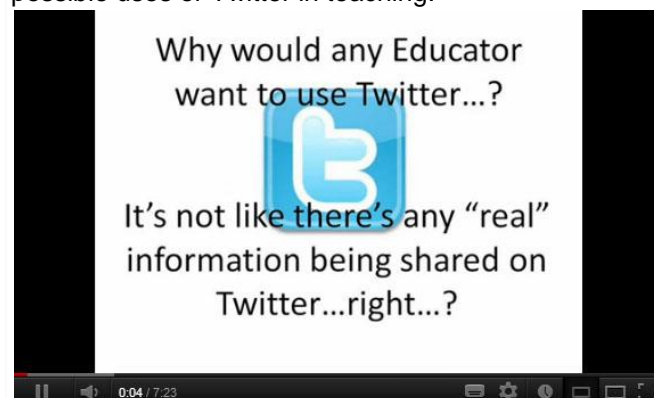 possible uses of Twitter in teaching.
Why would any Educator
want to use Twitter...?
t
It's not like there's any “real”
information being shared on
Twitter...right...?
0:04 / 7:23